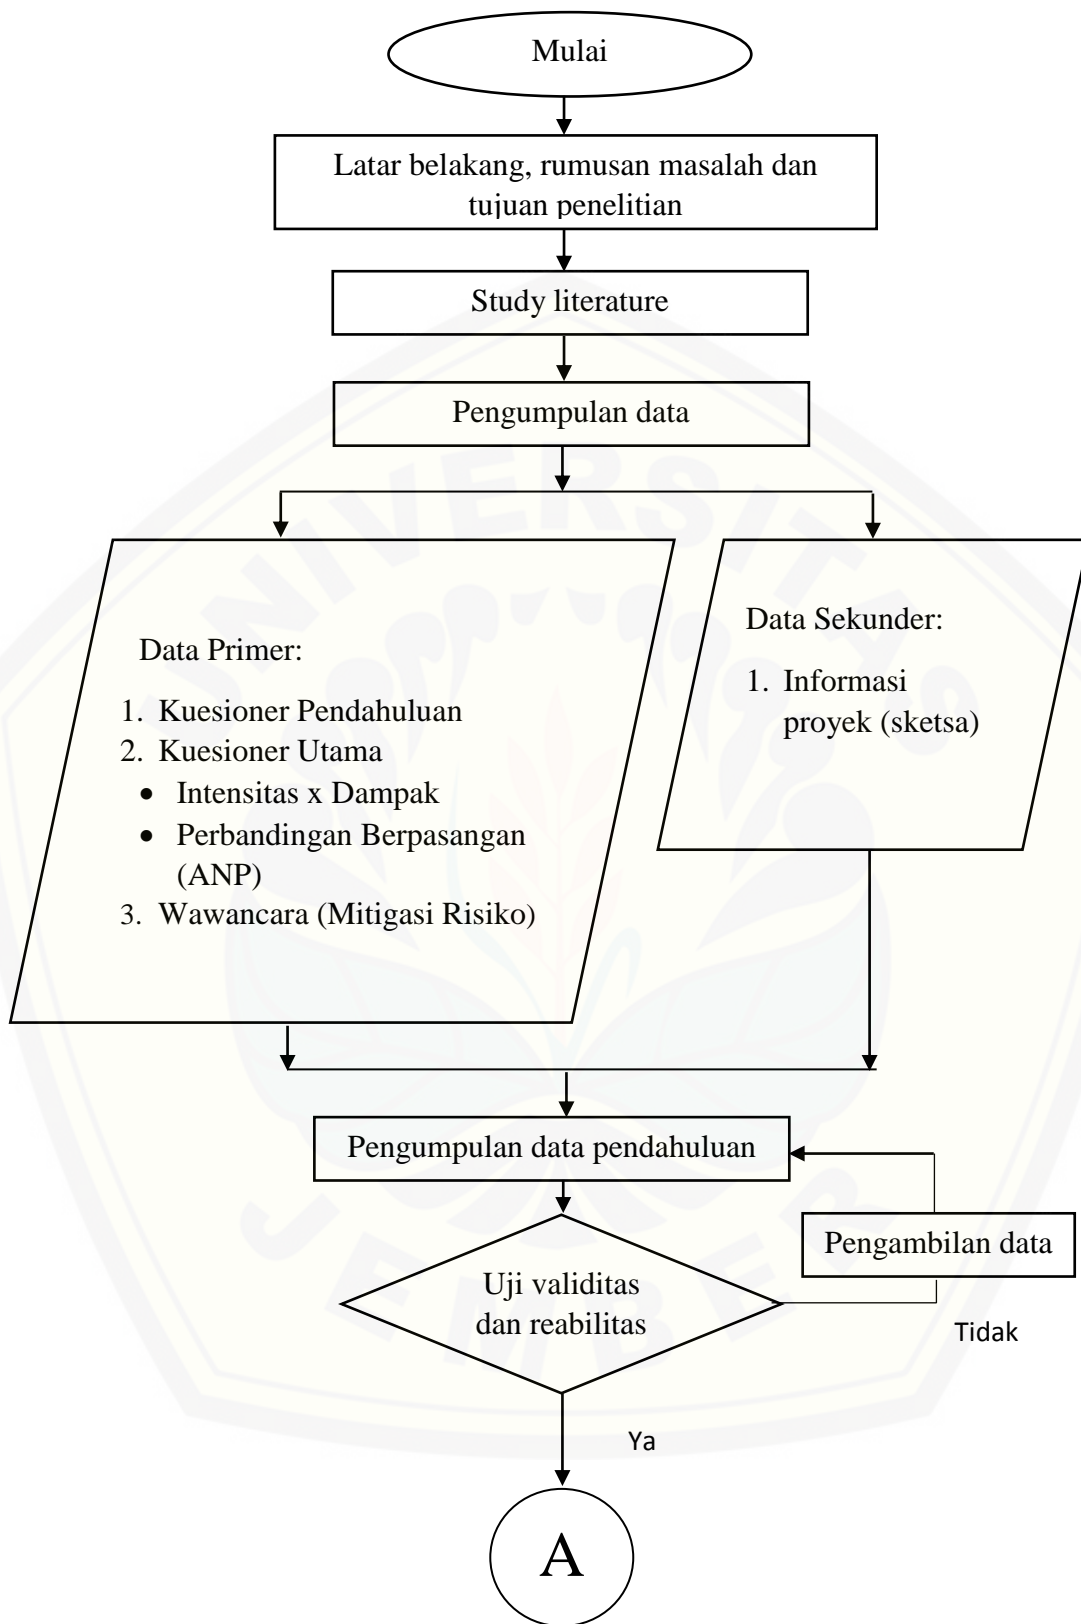 Mulai
Latar belakang, rumusan masalah dan
tujuan penelitian
Study literature
Pengumpulan data
Data Primer:
1. Kuesioner Pendahuluan
2. Kuesioner Utama
• Intensitas x Dampak
• Perbandingan Berpasangan
(ANP)
3. Wawancara (Mitigasi Risiko)
Data Sekunder:
1. Informasi
proyek (sketsa)
Pengumpulan data pendahuluan
Pengambilan data
Uji validitas
dan reabilitas
Tidak
Ya
A
UNIVERSITAS
JEMBER